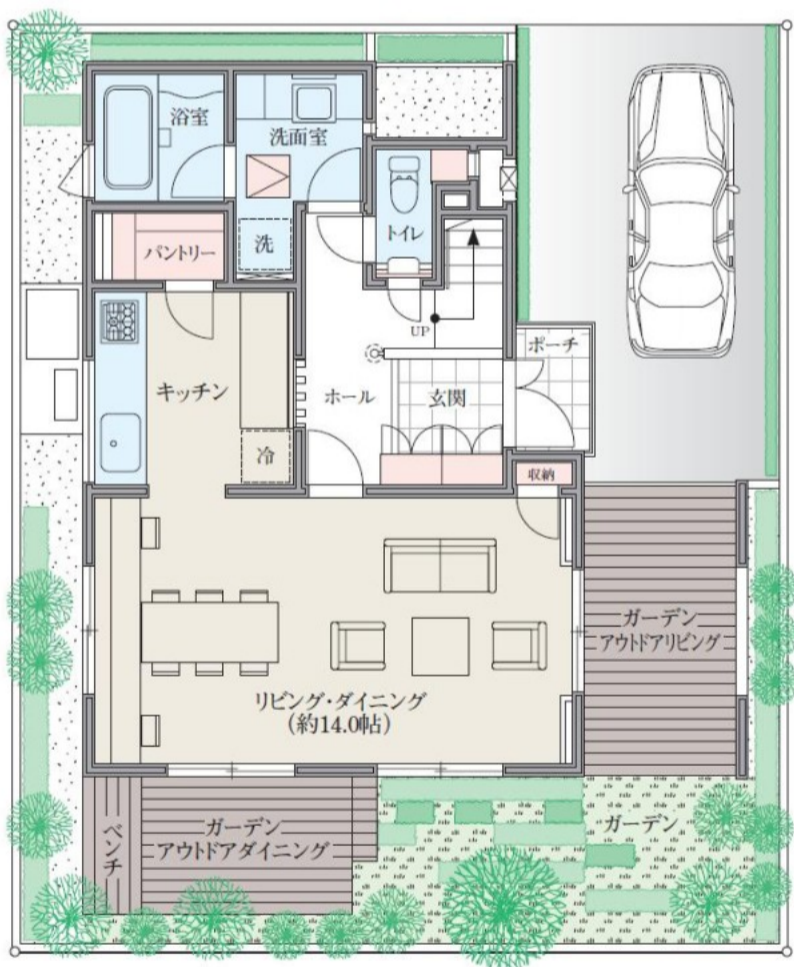 浴室
洗面室
洗
パントリー
トイレ
UP
キッチン
冷
ホール
玄関
ポーチ
収納
リビング・ダイニング
(約14.0帖)
ガーデン
アウトドアリビング
ベンチ
ガーデン
アウトドアダイニング
ガーデン